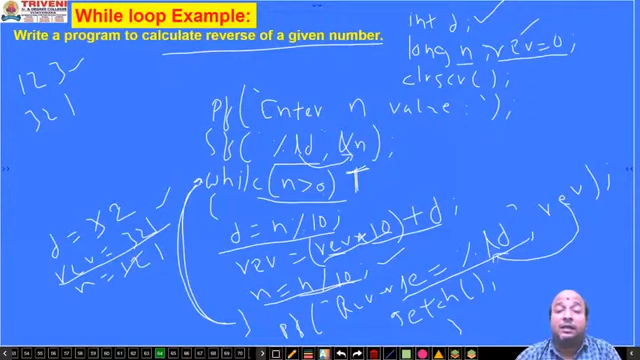 TRIVENI
While loop Example:
Write a program to calculate reverse of a given number.
int d;
long n, rev=0;
clrscr();
123
321
pf("Enter n value:");
Sf("%ld", &n);
while(n>0) T
{
d=n%10;
rev=(rev*10)+d;
n=n/10;
}
pf("Reverse=%ld", rev);
getch();
}
d = 2
rev = 321
n = 1